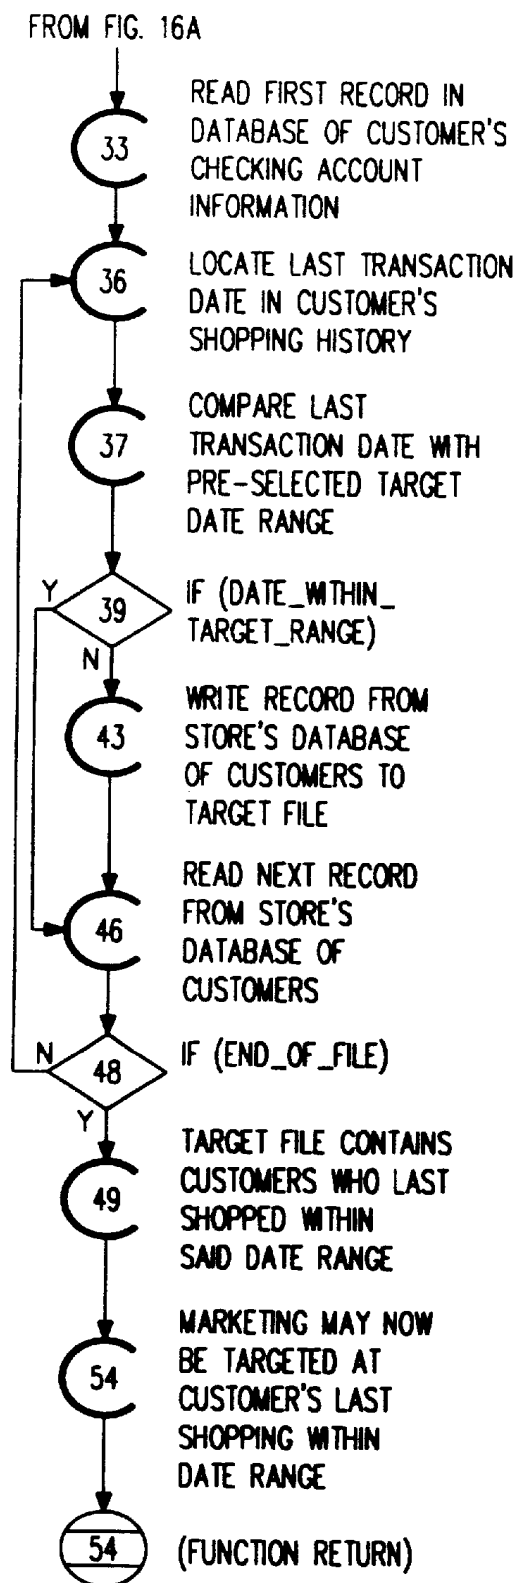 FROM FIG. 16A
33
READ FIRST RECORD IN
DATABASE OF CUSTOMER'S
CHECKING ACCOUNT
INFORMATION
36
LOCATE LAST TRANSACTION
DATE IN CUSTOMER'S
SHOPPING HISTORY
37
COMPARE LAST
TRANSACTION DATE WITH
PRE-SELECTED TARGET
DATE RANGE
Y
39
IF (DATE_WITHIN_
TARGET_RANGE)
N
43
WRITE RECORD FROM
STORE'S DATABASE
OF CUSTOMERS TO
TARGET FILE
46
READ NEXT RECORD
FROM STORE'S
DATABASE OF
CUSTOMERS
N
48
IF (END_OF_FILE)
Y
49
TARGET FILE CONTAINS
CUSTOMERS WHO LAST
SHOPPED WITHIN
SAID DATE RANGE
54
MARKETING MAY NOW
BE TARGETED AT
CUSTOMER'S LAST
SHOPPING WITHIN
DATE RANGE
54
(FUNCTION RETURN)